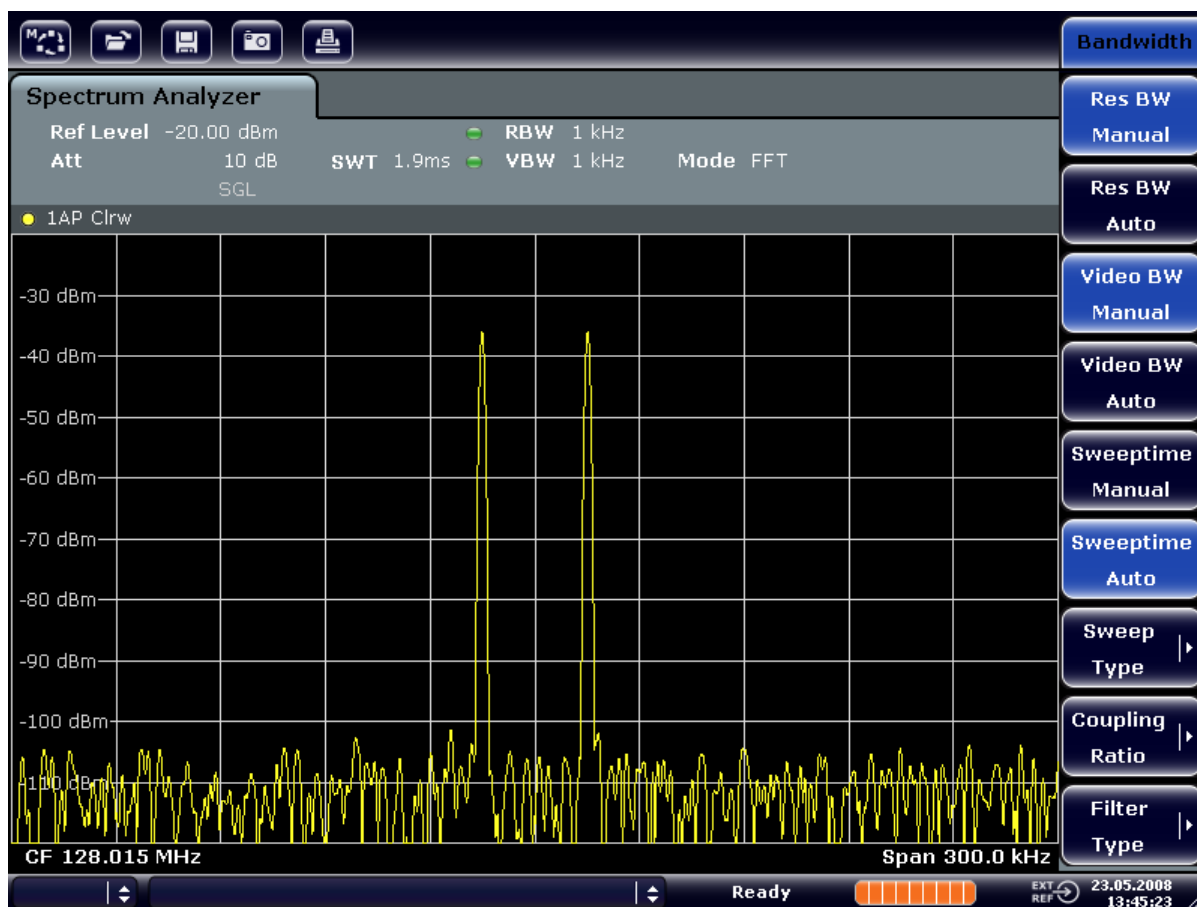 M
Bandwidth
Spectrum Analyzer
Ref Level -20.00 dBm RBW 1 kHz
Att 10 dB SWT 1.9ms VBW 1 kHz Mode FFT
SGL
1AP Clrw
-30 dBm
-40 dBm
-50 dBm
-60 dBm
-70 dBm
-80 dBm
-90 dBm
-100 dBm
-110 dBm
CF 128.015 MHz Span 300.0 kHz
Res BW
Manual
Res BW
Auto
Video BW
Manual
Video BW
Auto
Sweeptime
Manual
Sweeptime
Auto
Sweep
Type
Coupling
Ratio
Filter
Type
Ready
EXT
REF
23.05.2008
13:45:23